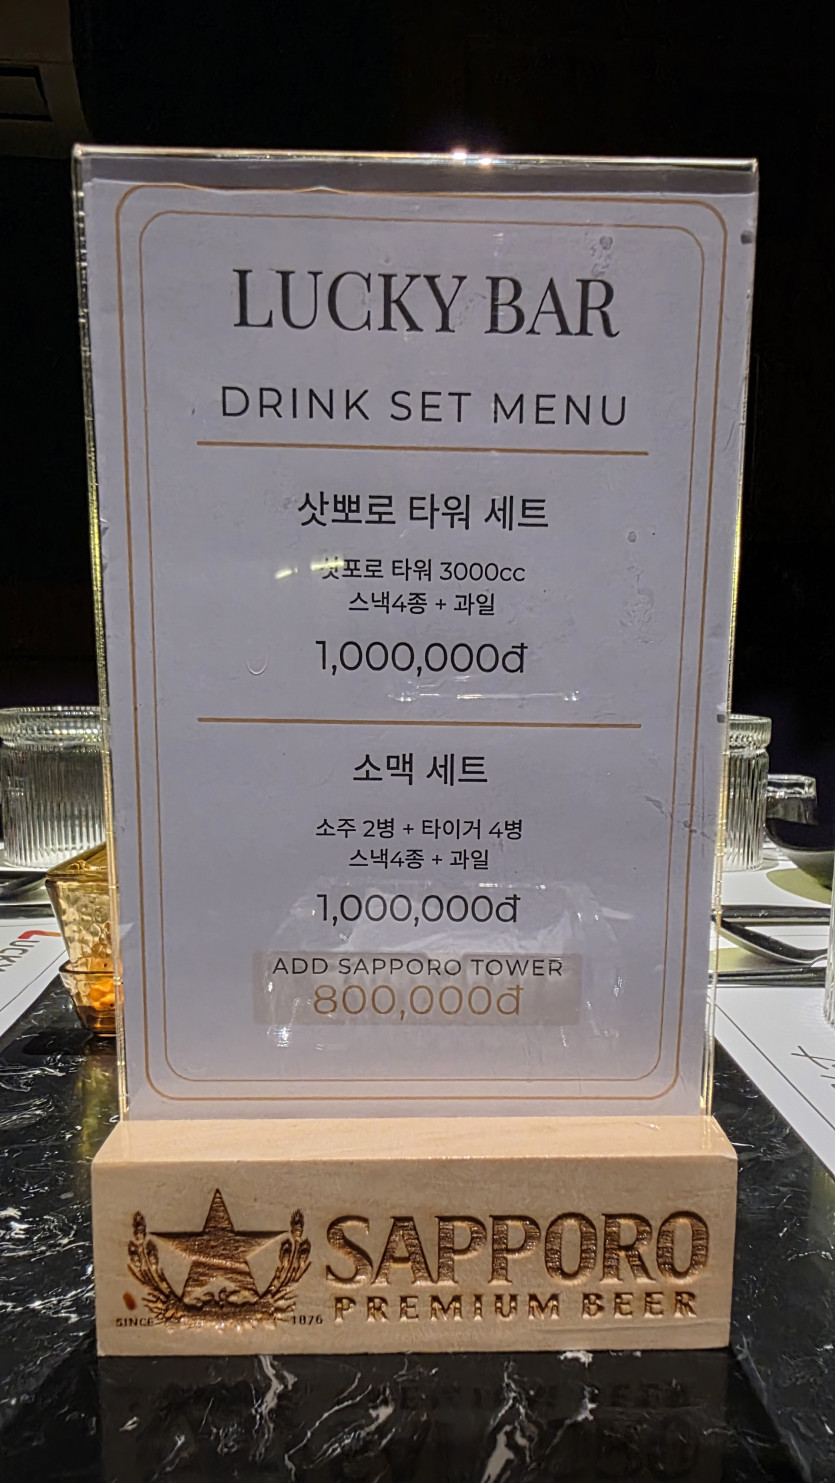 LUCKY BAR
DRINK SET MENU
삿뽀로 타워 세트
삿포로 타워 3000cc
스낵4종 + 과일
1,000,000đ
소맥 세트
소주 2병 + 타이거 4병
스낵4종 + 과일
1,000,000đ
ADD SAPPORO TOWER
800,000đ
SAPPORO
PREMIUM BEER
SINCE 1876